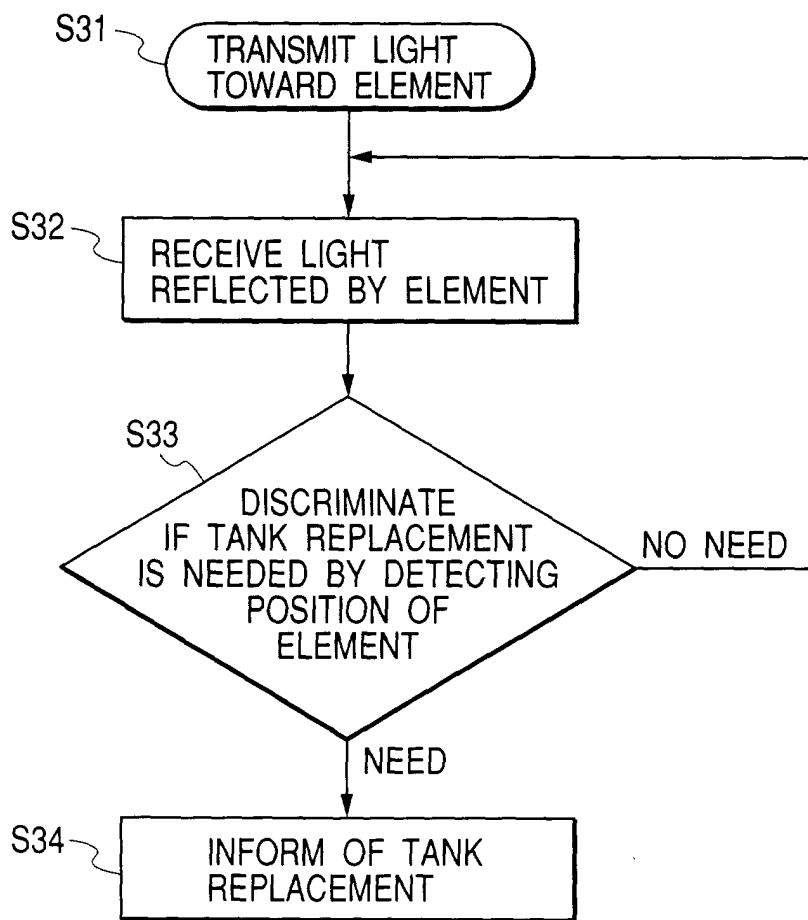 S31
TRANSMIT LIGHT
TOWARD ELEMENT
S32
RECEIVE LIGHT
REFLECTED BY ELEMENT
S33
DISCRIMINATE
IF TANK REPLACEMENT
IS NEEDED BY DETECTING
POSITION OF
ELEMENT
NO NEED
NEED
S34
INFORM OF TANK
REPLACEMENT